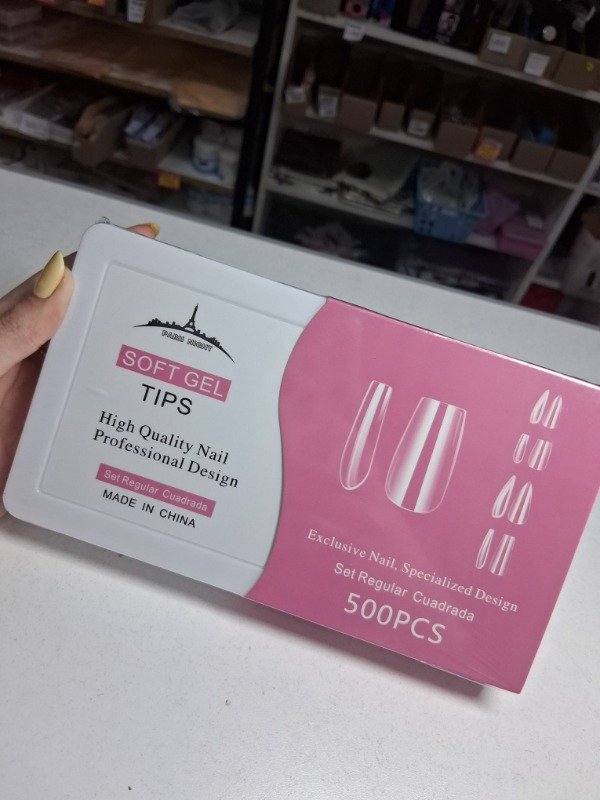 PARIS NIGHT
SOFT GEL
TIPS
High Quality Nail
Professional Design
Set Regular Cuadrada
MADE IN CHINA
Exclusive Nail, Specialized Design
Set Regular Cuadrada
500PCS